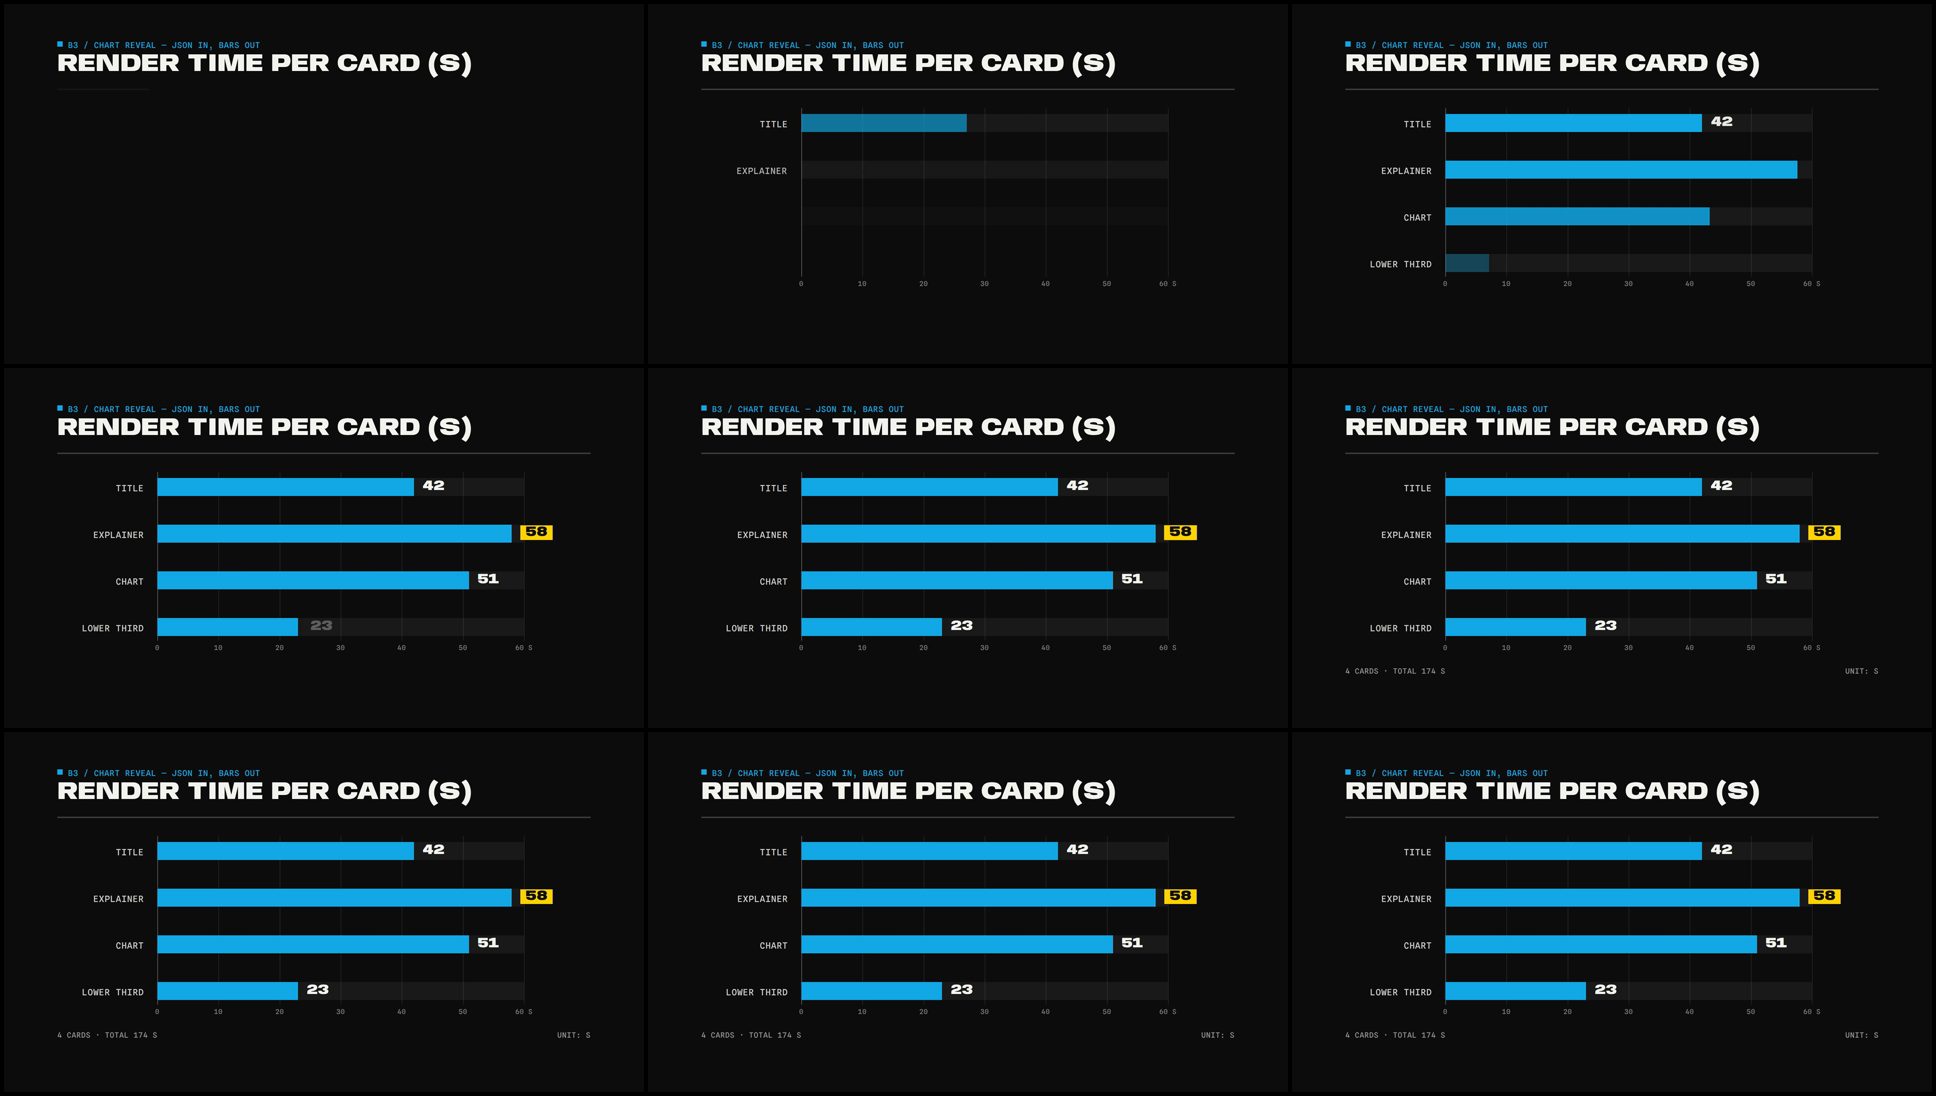 B3 / CHART REVEAL — JSON IN, BARS OUT
RENDER TIME PER CARD (S)
B3 / CHART REVEAL — JSON IN, BARS OUT
RENDER TIME PER CARD (S)
TITLE
EXPLAINER
0 10 20 30 40 50 60 S
B3 / CHART REVEAL — JSON IN, BARS OUT
RENDER TIME PER CARD (S)
TITLE 42
EXPLAINER
CHART
LOWER THIRD
0 10 20 30 40 50 60 S
B3 / CHART REVEAL — JSON IN, BARS OUT
RENDER TIME PER CARD (S)
TITLE 42
EXPLAINER 58
CHART 51
LOWER THIRD 23
0 10 20 30 40 50 60 S
B3 / CHART REVEAL — JSON IN, BARS OUT
RENDER TIME PER CARD (S)
TITLE 42
EXPLAINER 58
CHART 51
LOWER THIRD 23
0 10 20 30 40 50 60 S
B3 / CHART REVEAL — JSON IN, BARS OUT
RENDER TIME PER CARD (S)
TITLE 42
EXPLAINER 58
CHART 51
LOWER THIRD 23
0 10 20 30 40 50 60 S
4 CARDS · TOTAL 174 S UNIT: S
B3 / CHART REVEAL — JSON IN, BARS OUT
RENDER TIME PER CARD (S)
TITLE 42
EXPLAINER 58
CHART 51
LOWER THIRD 23
0 10 20 30 40 50 60 S
4 CARDS · TOTAL 174 S UNIT: S
B3 / CHART REVEAL — JSON IN, BARS OUT
RENDER TIME PER CARD (S)
TITLE 42
EXPLAINER 58
CHART 51
LOWER THIRD 23
0 10 20 30 40 50 60 S
4 CARDS · TOTAL 174 S UNIT: S
B3 / CHART REVEAL — JSON IN, BARS OUT
RENDER TIME PER CARD (S)
TITLE 42
EXPLAINER 58
CHART 51
LOWER THIRD 23
0 10 20 30 40 50 60 S
4 CARDS · TOTAL 174 S UNIT: S